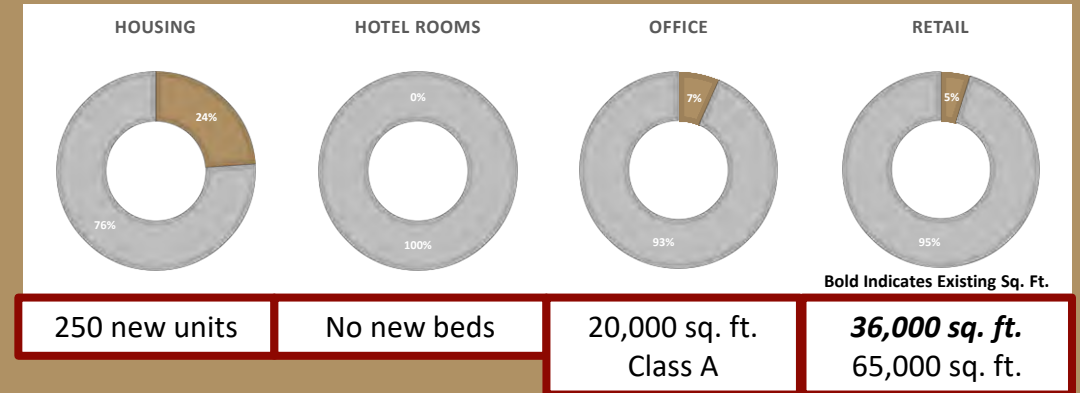 HOUSING
HOTEL ROOMS
OFFICE
RETAIL
24%
76%
0%
100%
7%
93%
5%
95%
Bold Indicates Existing Sq. Ft.
250 new units
No new beds
20,000 sq. ft.
Class A
36,000 sq. ft.
65,000 sq. ft.